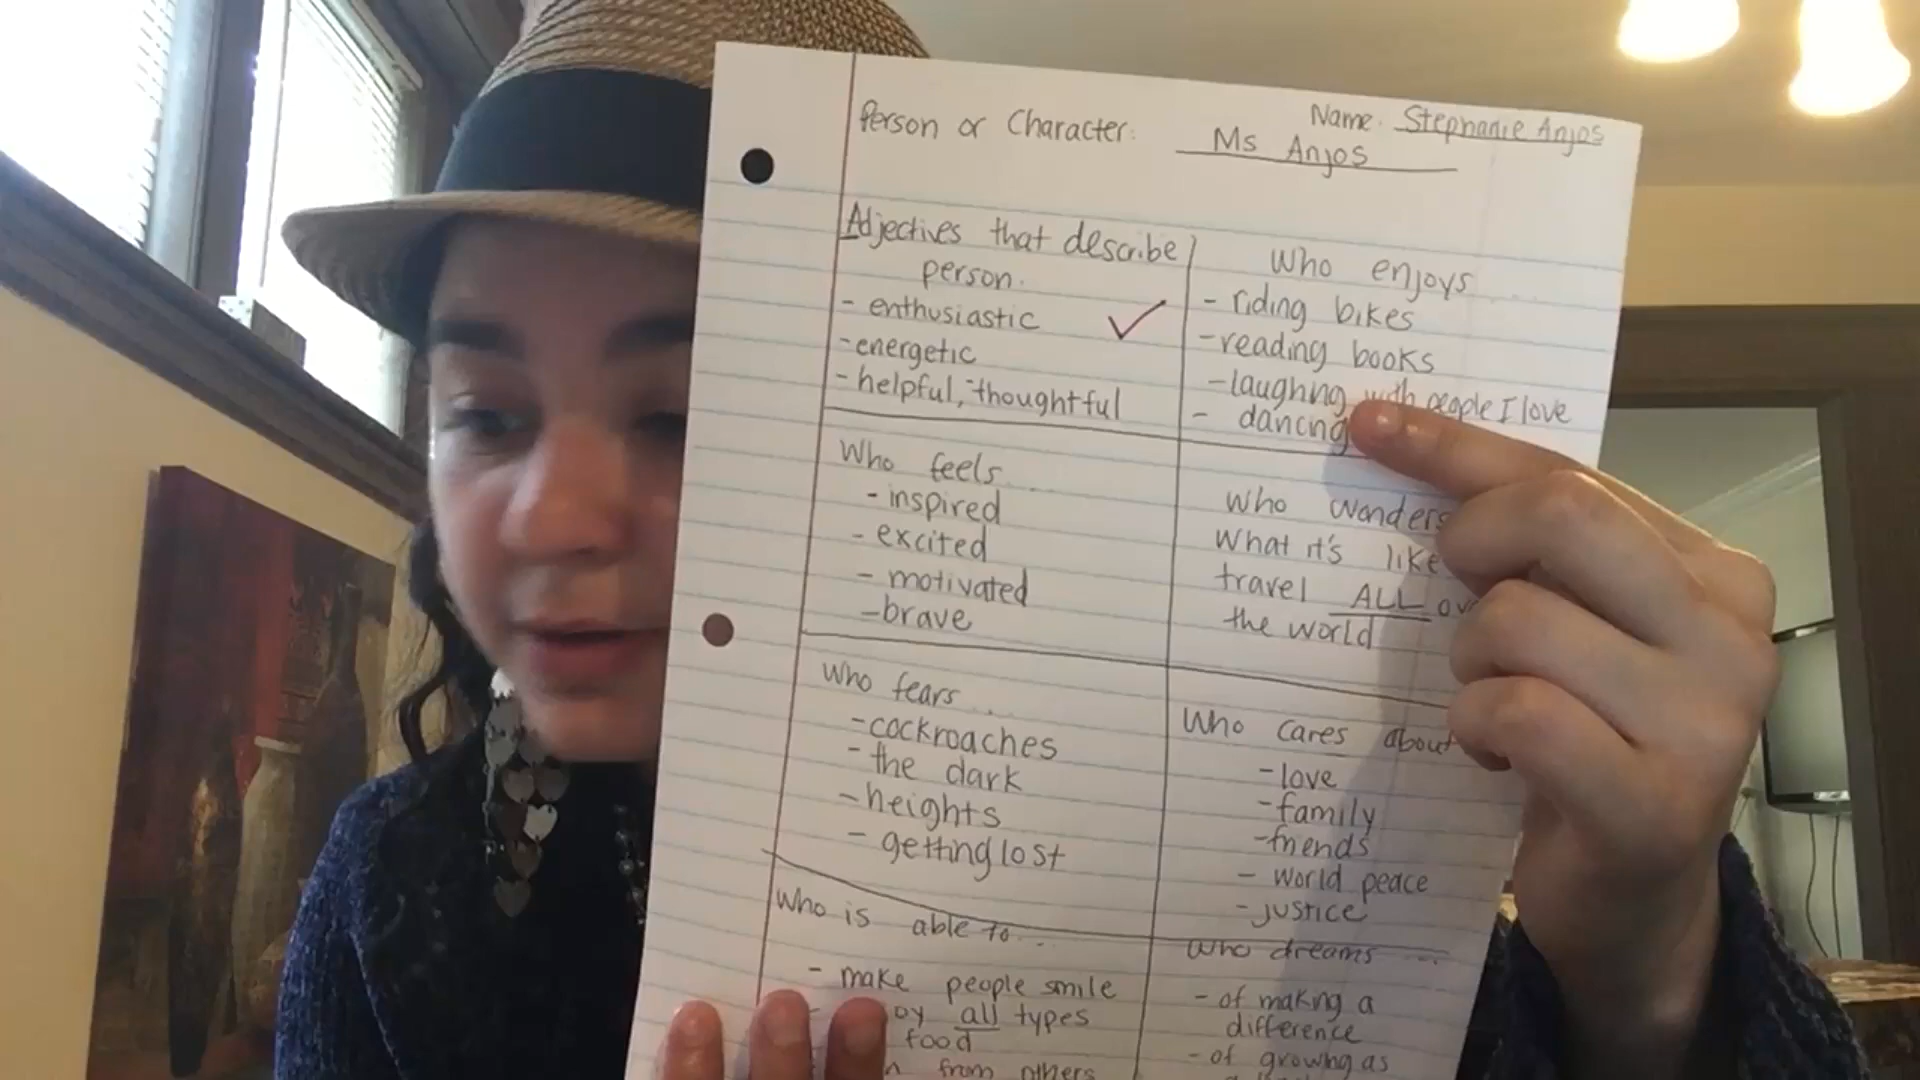 Name: Stephanie Anjos
Person or Character: Ms Anjos
Adjectives that describe
person.
- enthusiastic
- energetic
- helpful, - thoughtful
Who enjoys...
- riding bikes
- reading books
- laughing with people I love
- dancing
Who feels...
- inspired
- excited
- motivated
- brave
Who wonders
What it's like
travel ALL
the world
Who fears...
- cockroaches
- the dark
- heights
- getting lost
Who cares about
- love
- family
- friends
- world peace
- justice
Who is able to...
- make people smile
all types
food
from others
Who dreams...
- of making a
difference
- of growing as